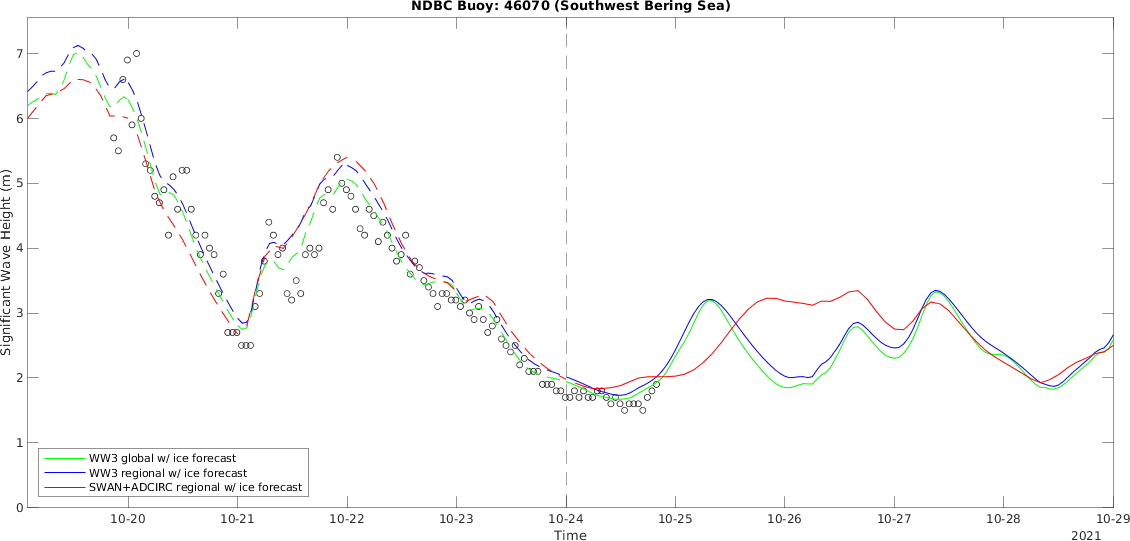 NDBC Buoy: 46070 (Southwest Bering Sea)
Significant Wave Height (m)
7
6
5
4
3
2
1
0
WW3 global w/ ice forecast
WW3 regional w/ ice forecast
SWAN+ADCIRC regional w/ ice forecast
10-20 10-21 10-22 10-23 10-24 10-25 10-26 10-27 10-28 10-29
Time
2021